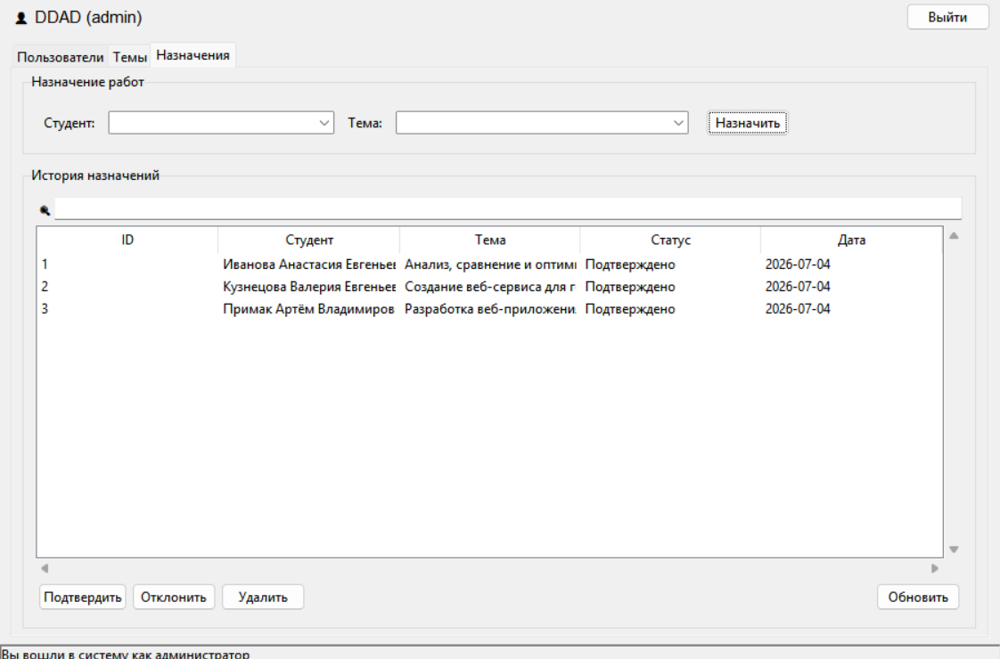 DDAD (admin)
Выйти
Пользователи Темы Назначения
Назначение работ
Студент: Тема: Назначить
История назначений
ID Студент Тема Статус Дата
1 Иванова Анастасия Евгеньев Анализ, сравнение и оптими Подтверждено 2026-07-04
2 Кузнецова Валерия Евгеньев Создание веб-сервиса для г Подтверждено 2026-07-04
3 Примак Артём Владимиров Разработка веб-приложени Подтверждено 2026-07-04
Подтвердить Отклонить Удалить Обновить
Вы вошли в систему как администратор